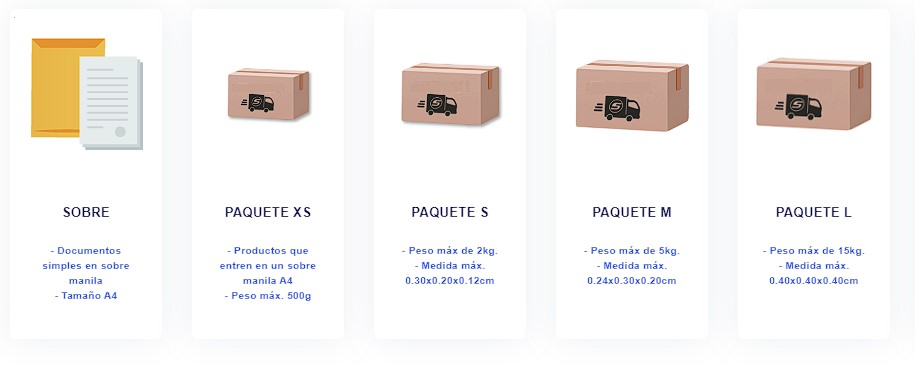 SOBRE
- Documentos
simples en sobre
manila
- Tamaño A4
PAQUETE XS
- Productos que
entren en un sobre
manila A4
- Peso máx. 500g
PAQUETE S
- Peso máx de 2kg.
- Medida máx.
0.30x0.20x0.12cm
PAQUETE M
- Peso máx de 5kg.
- Medida máx.
0.24x0.30x0.20cm
PAQUETE L
- Peso máx de 15kg.
- Medida máx.
0.40x0.40x0.40cm